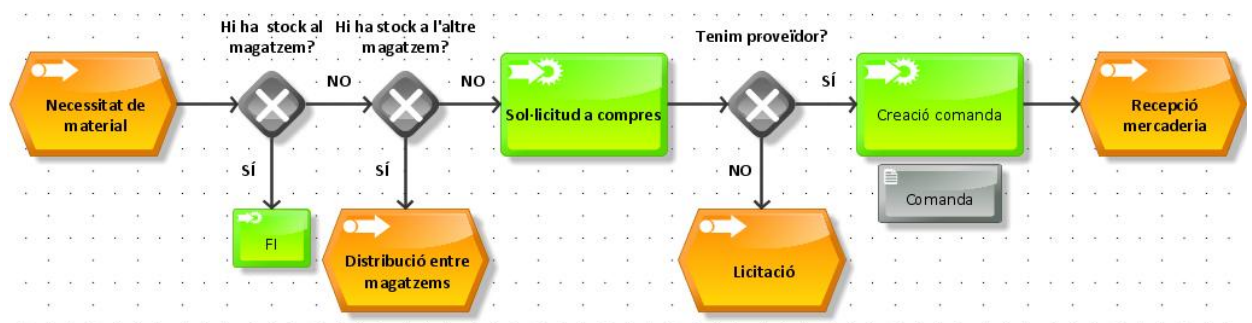 Hi ha stock al
magatzem?
Hi ha stock a l'altre
magatzem?
Tenim proveïdor?
Necessitat de
material
NO
NO
Sol·licitud a compres
SÍ
Creació comanda
Recepció
mercaderia
SÍ
SÍ
NO
Comanda
FI
Distribució entre
magatzems
Licitació